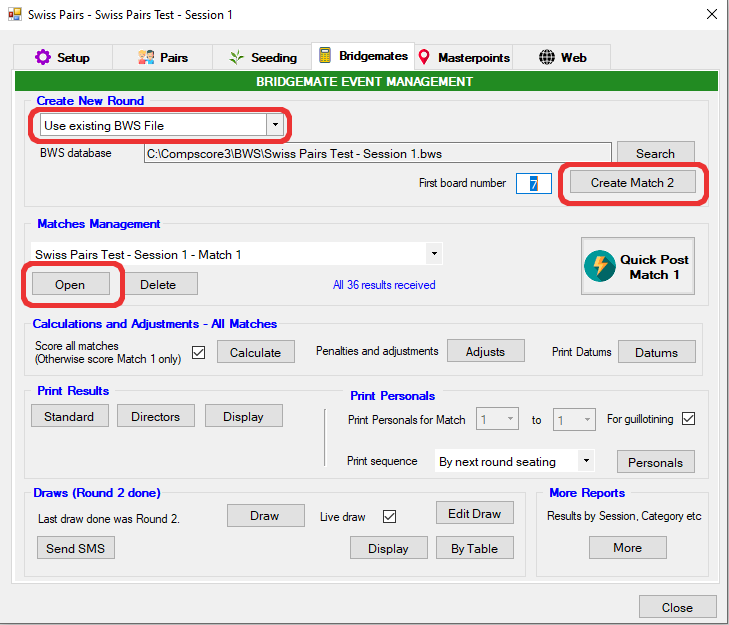 Swiss Pairs - Swiss Pairs Test - Session 1
Setup
Pairs
Seeding
Bridgemates
Masterpoints
Web
BRIDGEMATE EVENT MANAGEMENT
Create New Round
Use existing BWS File
BWS database
C:\Compscore3\BWS\Swiss Pairs Test - Session 1.bws
Search
First board number
7
Create Match 2
Matches Management
Swiss Pairs Test - Session 1 - Match 1
Open
Delete
All 36 results received
Quick Post
Match 1
Calculations and Adjustments - All Matches
Score all matches
(Otherwise score Match 1 only)
Calculate
Penalties and adjustments
Adjusts
Print Datums
Datums
Print Results
Standard
Directors
Display
Print Personals
Print Personals for Match
1
to
1
For guillotining
Print sequence
By next round seating
Personals
Draws (Round 2 done)
Last draw done was Round 2.
Draw
Live draw
Edit Draw
Send SMS
Display
By Table
More Reports
Results by Session, Category etc
More
Close